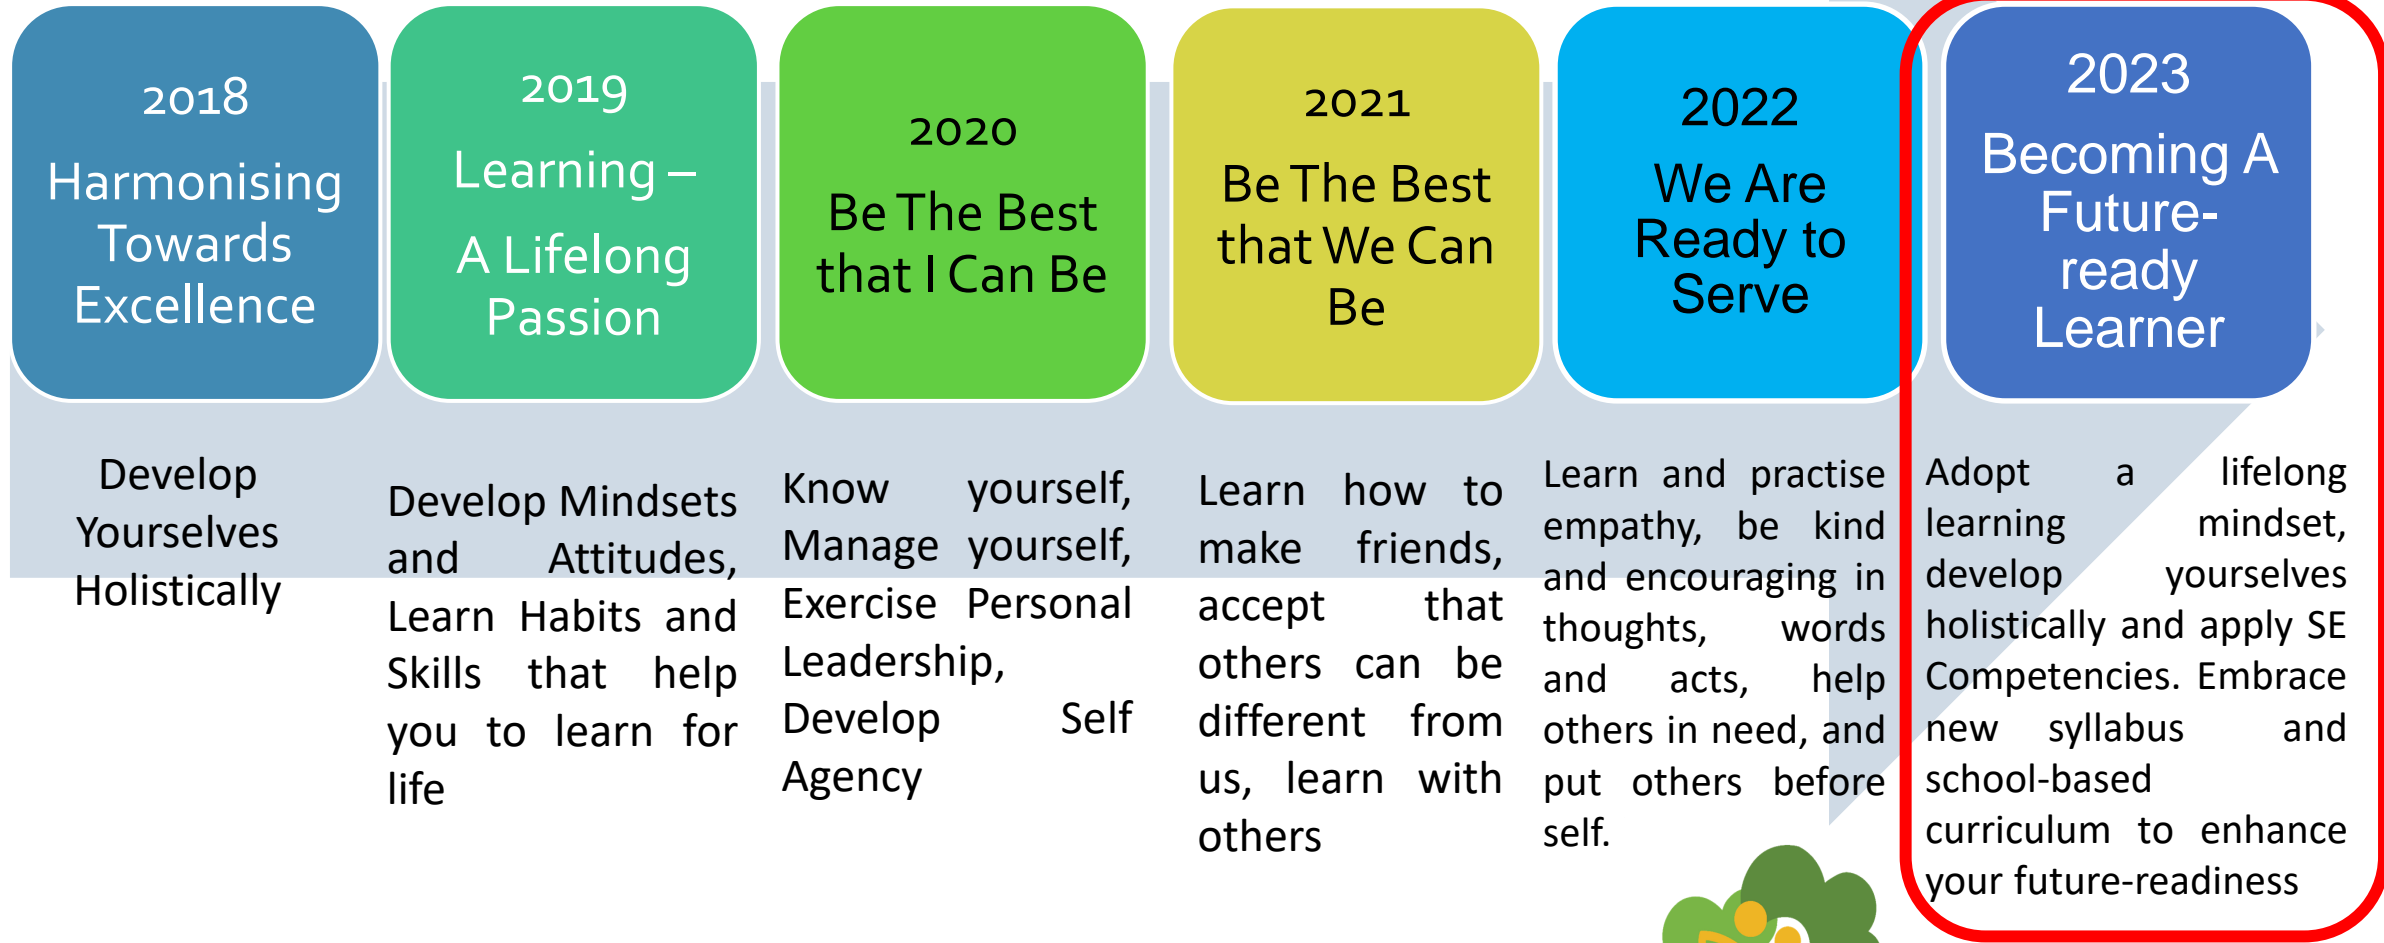 2018
Harmonising
Towards
Excellence
2019
Learning –
A Lifelong
Passion
2020
Be The Best
that I Can Be
2021
Be The Best
that We Can
Be
2022
We Are
Ready to
Serve
2023
Becoming A
Future-
ready
Learner
Develop
Yourselves
Holistically
Develop Mindsets
and Attitudes,
Learn Habits and
Skills that help
you to learn for
life
Know yourself,
Manage yourself,
Exercise Personal
Leadership,
Develop Self
Agency
Learn how to
make friends,
accept that
others can be
different from
us, learn with
others
Learn and practise
empathy, be kind
and encouraging in
thoughts, words
and acts, help
others in need, and
put others before
self.
Adopt a lifelong
learning mindset,
develop yourselves
holistically and apply SE
Competencies. Embrace
new syllabus and
school-based
curriculum to enhance
your future-readiness